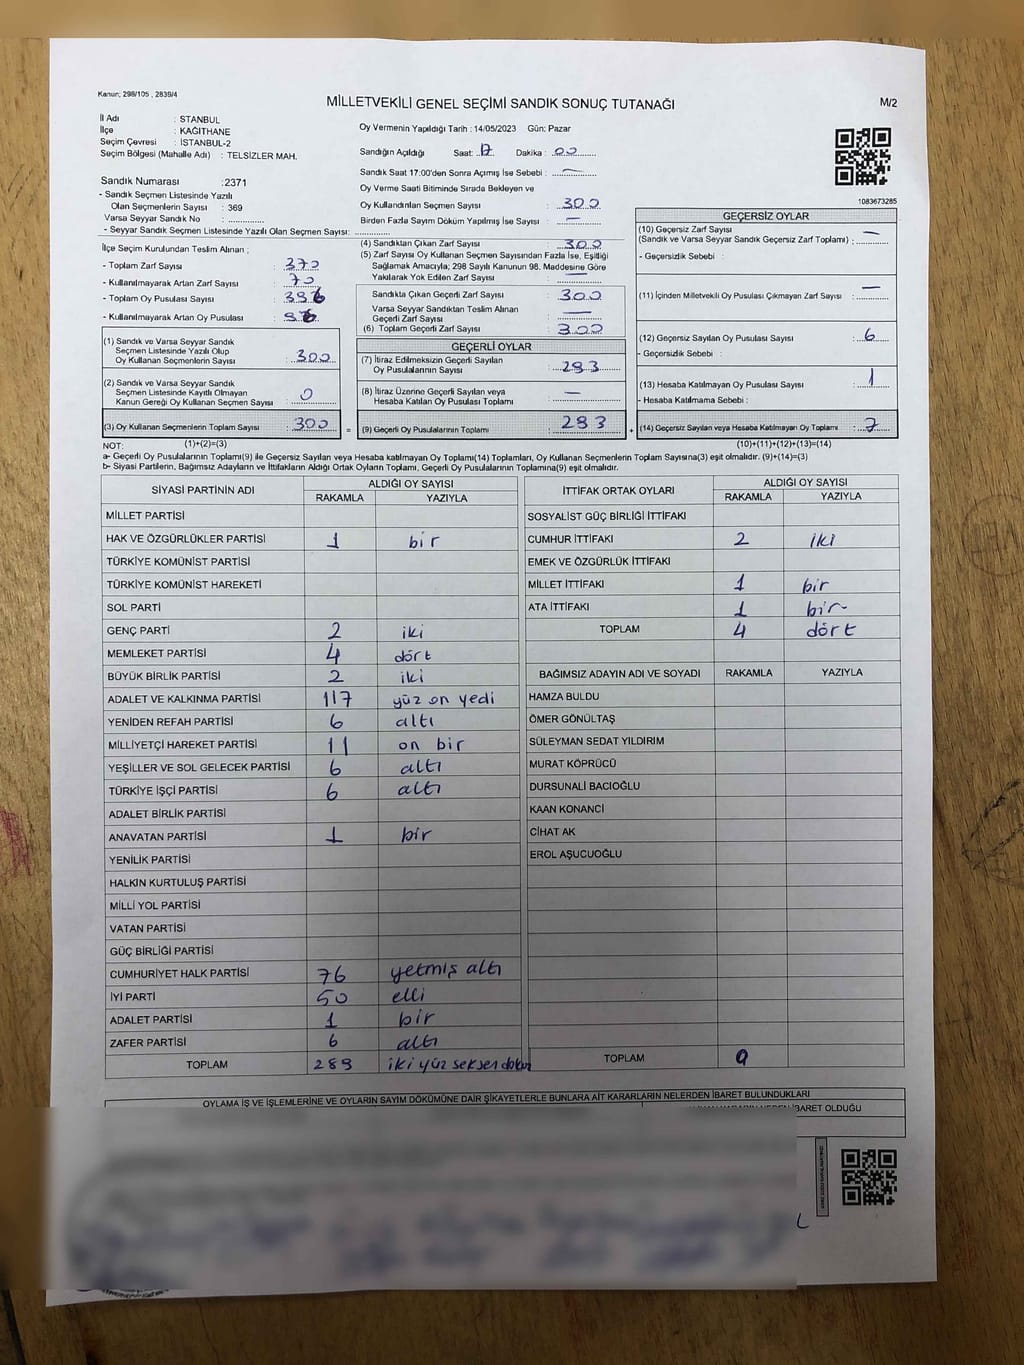 Kanun; 298/105 , 2839/4
MİLLETVEKİLİ GENEL SEÇİMİ SANDIK SONUÇ TUTANAĞI
M/2
İl Adı : STANBUL
İlçe : KAĞITHANE
Seçim Çevresi : İSTANBUL-2
Seçim Bölgesi (Mahalle Adı) : TELSİZLER MAH.
Sandık Numarası :2371
- Sandık Seçmen Listesinde Yazılı
Olan Seçmenlerin Sayısı : 369
Varsa Seyyar Sandık No : ...............
- Seyyar Sandık Seçmen Listesinde Yazılı Olan Seçmen Sayısı: ...............
İlçe Seçim Kurulundan Teslim Alınan ;
- Toplam Zarf Sayısı : 370
- Kullanılmayarak Artan Zarf Sayısı : 70
- Toplam Oy Pusulası Sayısı : 396
- Kullanılmayarak Artan Oy Pusulası : 96
(1) Sandık ve Varsa Seyyar Sandık
Seçmen Listesinde Yazılı Olup
Oy Kullanan Seçmenlerin Sayısı : 300
(2) Sandık ve Varsa Seyyar Sandık
Seçmen Listesinde Kayıtlı Olmayan
Kanun Gereği Oy Kullanan Seçmen Sayısı : 0
(3) Oy Kullanan Seçmenlerin Toplam Sayısı : 300
Oy Vermenin Yapıldığı Tarih : 14/05/2023 Gün: Pazar
Sandığın Açıldığı Saat: 17 Dakika : 00
Sandık Saat 17:00'den Sonra Açımış İse Sebebi : —
Oy Verme Saati Bitiminde Sırada Bekleyen ve
Oy Kullandırılan Seçmen Sayısı : 300
Birden Fazla Sayım Döküm Yapılmış İse Sayısı : —
(4) Sandıktan Çıkan Zarf Sayısı : 300
(5) Zarf Sayısı Oy Kullanan Seçmen Sayısından Fazla İse, Eşitliği
Sağlamak Amacıyla; 298 Sayılı Kanunun 98. Maddesine Göre
Yakılarak Yok Edilen Zarf Sayısı : —
Sandıkta Çıkan Geçerli Zarf Sayısı : 300
Varsa Seyyar Sandıktan Teslim Alınan
Geçerli Zarf Sayısı : —
(6) Toplam Geçerli Zarf Sayısı : 300
GEÇERLİ OYLAR
(7) İtiraz Edilmeksizin Geçerli Sayılan
Oy Pusulalarının Sayısı : 293
(8) İtiraz Üzerine Geçerli Sayılan veya
Hesaba Katılan Oy Pusulası Toplamı : —
= (9) Geçerli Oy Pusulalarının Toplamı : 293
1083673285
GEÇERSİZ OYLAR
(10) Geçersiz Zarf Sayısı
(Sandık ve Varsa Seyyar Sandık Geçersiz Zarf Toplamı) : —
- Geçersizlik Sebebi :
(11) İçinden Milletvekili Oy Pusulası Çıkmayan Zarf Sayısı : —
(12) Geçersiz Sayılan Oy Pusulası Sayısı : 6
- Geçersizlik Sebebi :
(13) Hesaba Katılmayan Oy Pusulası Sayısı : 1
- Hesaba Katılmama Sebebi :
+ (14) Geçersiz Sayılan veya Hesaba Katılmayan Oy Toplamı : 7
NOT: (1)+(2)=(3) (10)+(11)+(12)+(13)=(14)
a- Geçerli Oy Pusulalarının Toplamı(9) ile Geçersiz Sayılan veya Hesaba katılmayan Oy Toplamı(14) Toplamları, Oy Kullanan Seçmenlerin Toplam Sayısına(3) eşit olmalıdır. (9)+(14)=(3)
b- Siyasi Partilerin, Bağımsız Adayların ve İttifakların Aldığı Ortak Oyların Toplamı, Geçerli Oy Pusulalarının Toplamına(9) eşit olmalıdır.
SİYASİ PARTİNİN ADI ALDIĞI OY SAYISI
RAKAMLA YAZIYLA
MİLLET PARTİSİ
HAK VE ÖZGÜRLÜKLER PARTİSİ 1 bir
TÜRKİYE KOMÜNİST PARTİSİ
TÜRKİYE KOMÜNİST HAREKETİ
SOL PARTİ
GENÇ PARTİ 2 iki
MEMLEKET PARTİSİ 4 dört
BÜYÜK BİRLİK PARTİSİ 2 iki
ADALET VE KALKINMA PARTİSİ 117 yüz on yedi
YENİDEN REFAH PARTİSİ 6 altı
MİLLİYETÇİ HAREKET PARTİSİ 11 on bir
YEŞİLLER VE SOL GELECEK PARTİSİ 6 altı
TÜRKİYE İŞÇİ PARTİSİ 6 altı
ADALET BİRLİK PARTİSİ
ANAVATAN PARTİSİ 1 bir
YENİLİK PARTİSİ
HALKIN KURTULUŞ PARTİSİ
MİLLİ YOL PARTİSİ
VATAN PARTİSİ
GÜÇ BİRLİĞİ PARTİSİ
CUMHURİYET HALK PARTİSİ 76 yetmiş altı
İYİ PARTİ 50 elli
ADALET PARTİSİ 1 bir
ZAFER PARTİSİ 6 altı
TOPLAM 289 iki yüz seksen dokuz
İTTİFAK ORTAK OYLARI ALDIĞI OY SAYISI
RAKAMLA YAZIYLA
SOSYALİST GÜÇ BİRLİĞİ İTTİFAKI
CUMHUR İTTİFAKI 2 iki
EMEK VE ÖZGÜRLÜK İTTİFAKI
MİLLET İTTİFAKI 1 bir
ATA İTTİFAKI 1 bir
TOPLAM 4 dört
BAĞIMSIZ ADAYIN ADI VE SOYADI RAKAMLA YAZIYLA
HAMZA BULDU
ÖMER GÖNÜLTAŞ
SÜLEYMAN SEDAT YILDIRIM
MURAT KÖPRÜCÜ
DURSUNALİ BACIOĞLU
KAAN KONANCİ
CİHAT AK
EROL AŞUCUOĞLU
TOPLAM 0
OYLAMA İŞ VE İŞLEMLERİNE VE OYLARIN SAYIM DÖKÜMÜNE DAİR ŞİKAYETLERLE BUNLARA AİT KARARLARIN NELERDEN İBARET BULUNDUKLARI
İBARET OLDUĞU